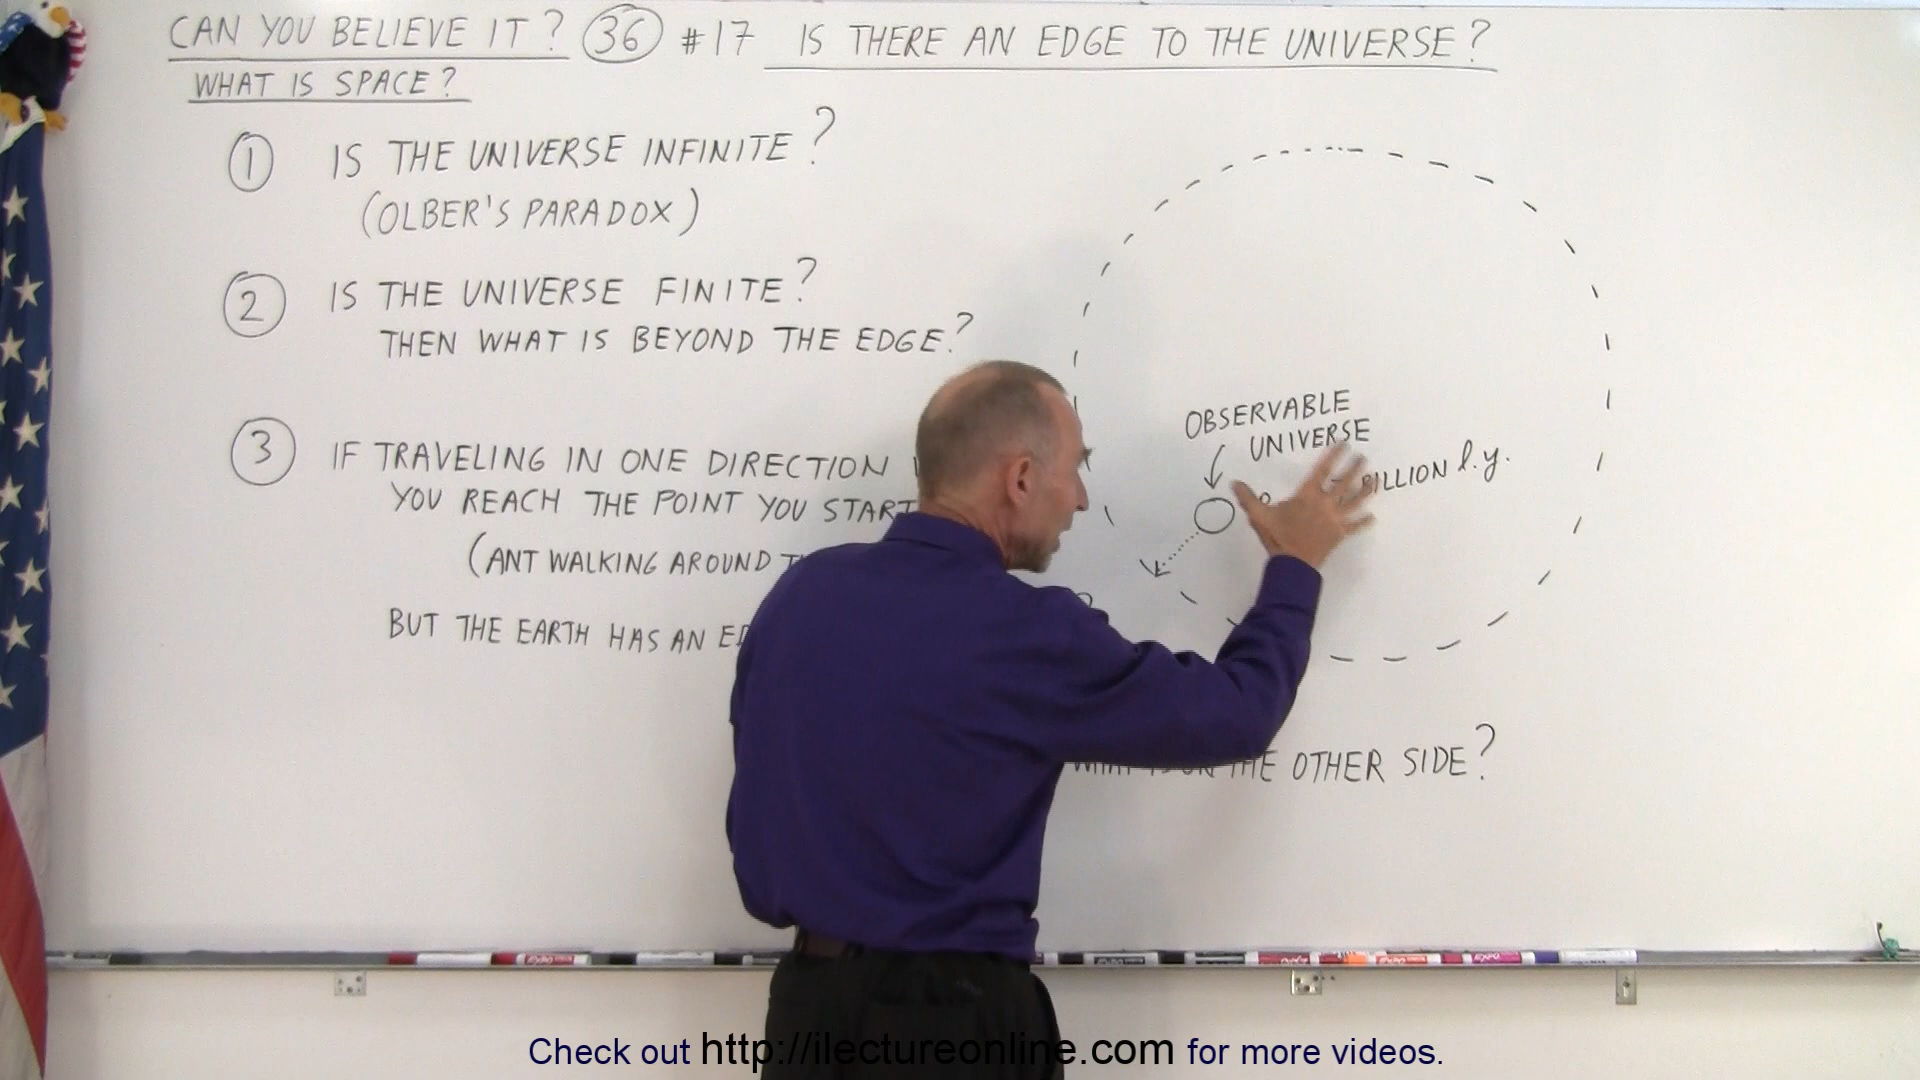 CAN YOU BELIEVE IT? 36 #17 IS THERE AN EDGE TO THE UNIVERSE?
WHAT IS SPACE?
1 IS THE UNIVERSE INFINITE?
(OLBER'S PARADOX)
2 IS THE UNIVERSE FINITE?
THEN WHAT IS BEYOND THE EDGE?
3 IF TRAVELING IN ONE DIRECTION
YOU REACH THE POINT YOU START
(ANT WALKING AROUND
BUT THE EARTH HAS AN
OBSERVABLE
UNIVERSE
BILLION l.y.
THE OTHER SIDE?
Check out http://ilectureonline.com for more videos.